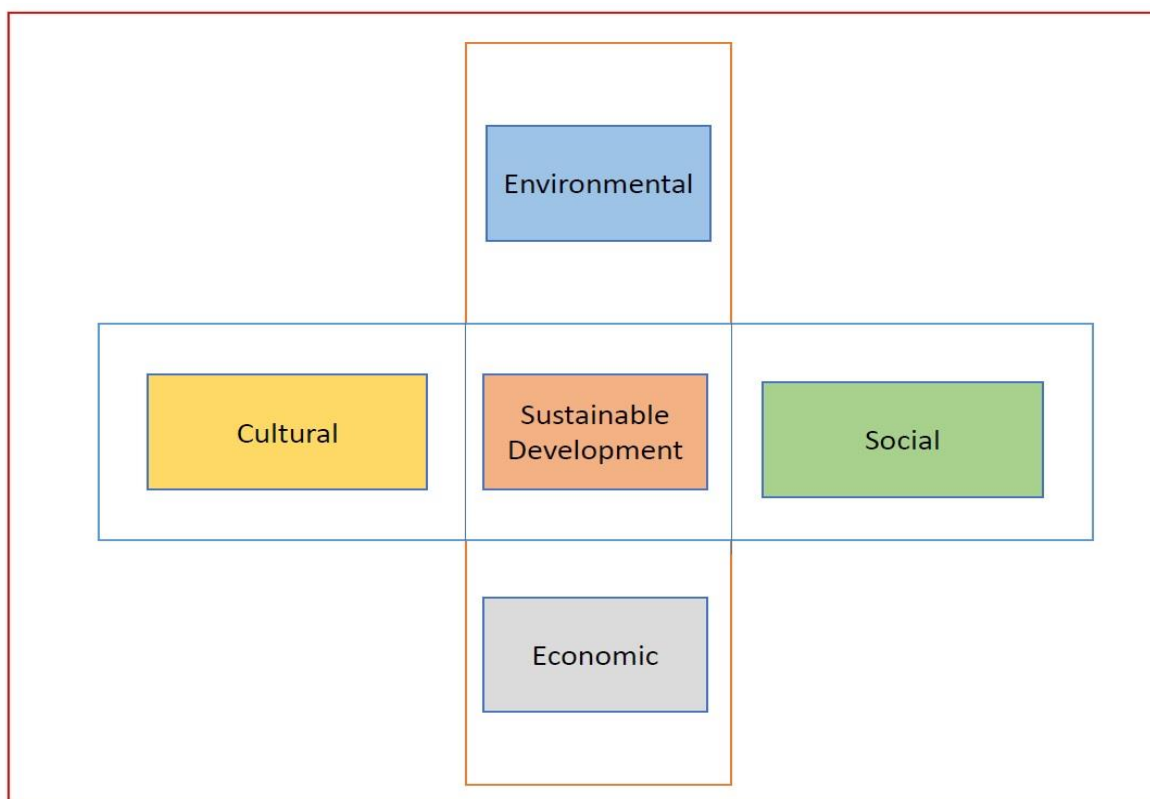 Environmental
Cultural
Sustainable
Development
Social
Economic